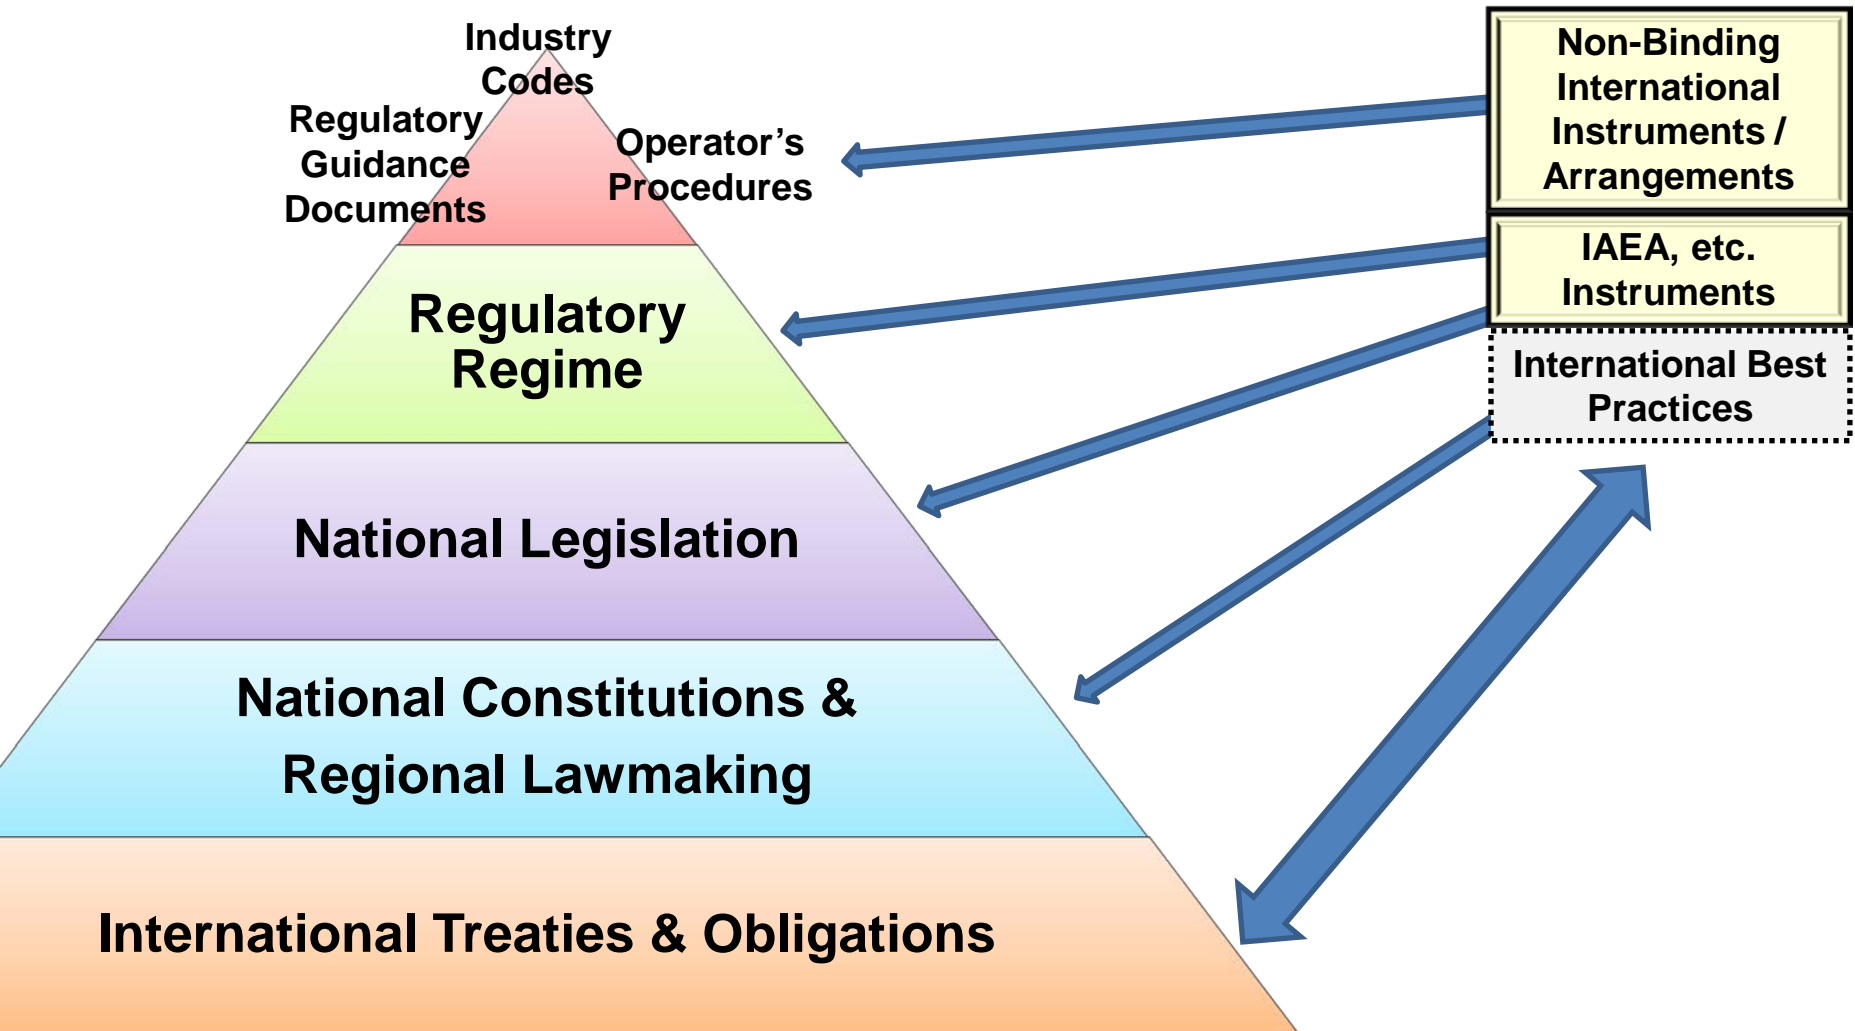 Industry
Codes
Regulatory
Guidance
Documents
Operator's
Procedures
Regulatory
Regime
National Legislation
National Constitutions &
Regional Lawmaking
International Treaties & Obligations
Non-Binding
International
Instruments /
Arrangements
IAEA, etc.
Instruments
International Best
Practices